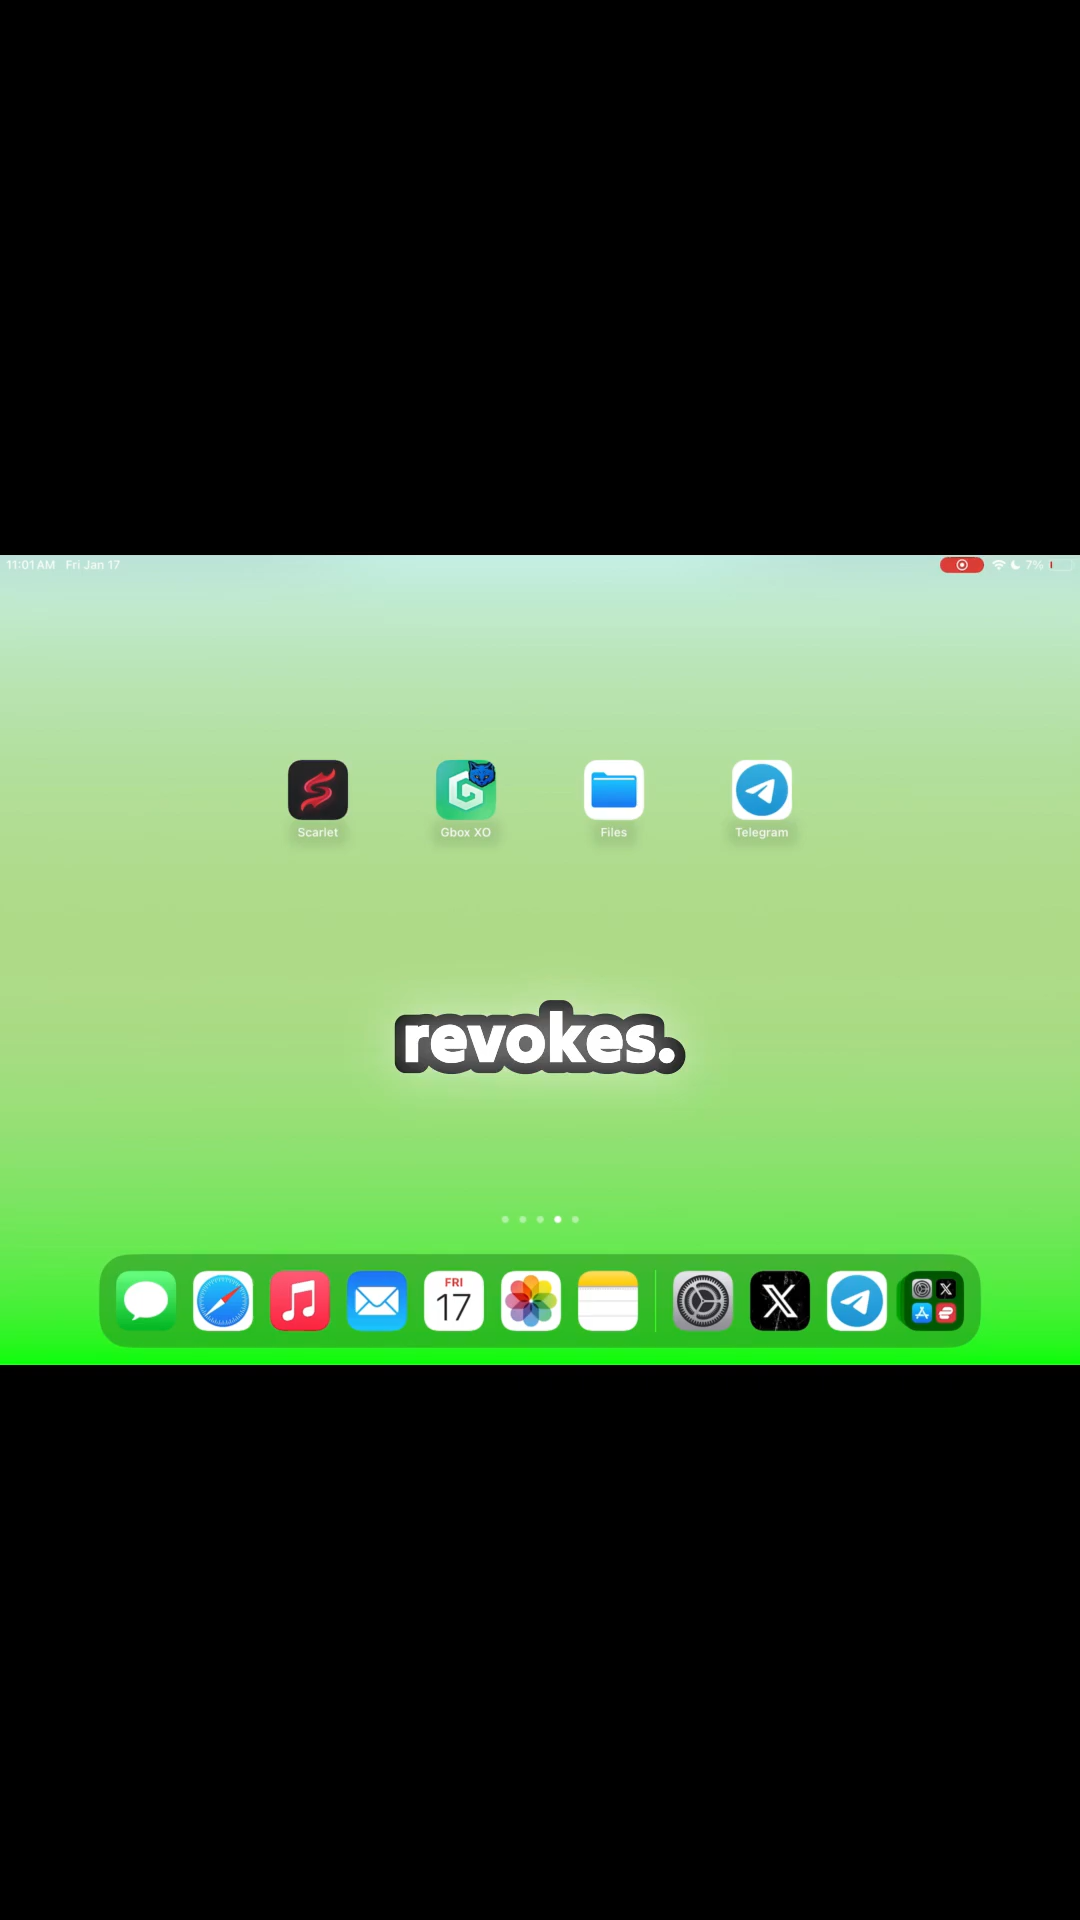 11:01 AM Fri Jan 17
7%
Scarlet
Gbox XO
Files
Telegram
revokes.
FRI
17